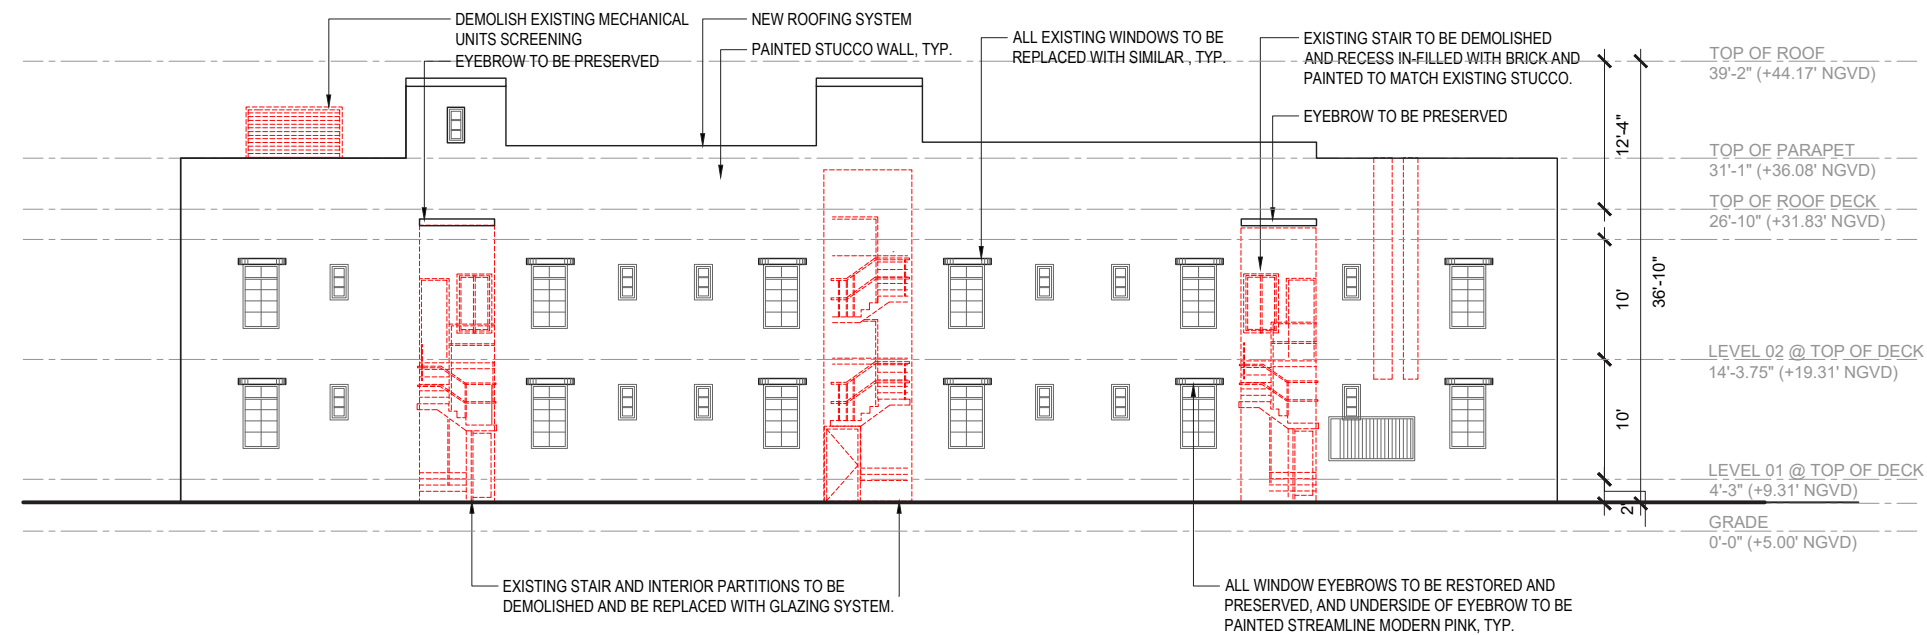 DEMOLISH EXISTING MECHANICAL
UNITS SCREENING
EYEBROW TO BE PRESERVED
NEW ROOFING SYSTEM
PAINTED STUCCO WALL, TYP.
ALL EXISTING WINDOWS TO BE
REPLACED WITH SIMILAR , TYP.
EXISTING STAIR TO BE DEMOLISHED
AND RECESS IN-FILLED WITH BRICK AND
PAINTED TO MATCH EXISTING STUCCO.
EYEBROW TO BE PRESERVED
TOP OF ROOF
39'-2" (+44.17' NGVD)
12'-4"
TOP OF PARAPET
31'-1" (+36.08' NGVD)
TOP OF ROOF DECK
26'-10" (+31.83' NGVD)
10'
36'-10"
LEVEL 02 @ TOP OF DECK
14'-3.75" (+19.31' NGVD)
10'
LEVEL 01 @ TOP OF DECK
4'-3" (+9.31' NGVD)
2'
GRADE
0'-0" (+5.00' NGVD)
EXISTING STAIR AND INTERIOR PARTITIONS TO BE
DEMOLISHED AND BE REPLACED WITH GLAZING SYSTEM.
ALL WINDOW EYEBROWS TO BE RESTORED AND
PRESERVED, AND UNDERSIDE OF EYEBROW TO BE
PAINTED STREAMLINE MODERN PINK, TYP.